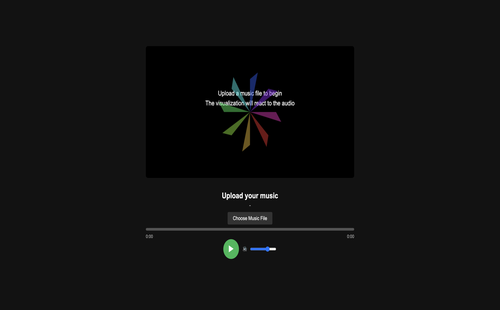 Upload a music file to begin
The visualization will react to the audio
Upload your music
Choose Music File
0:00
0:00